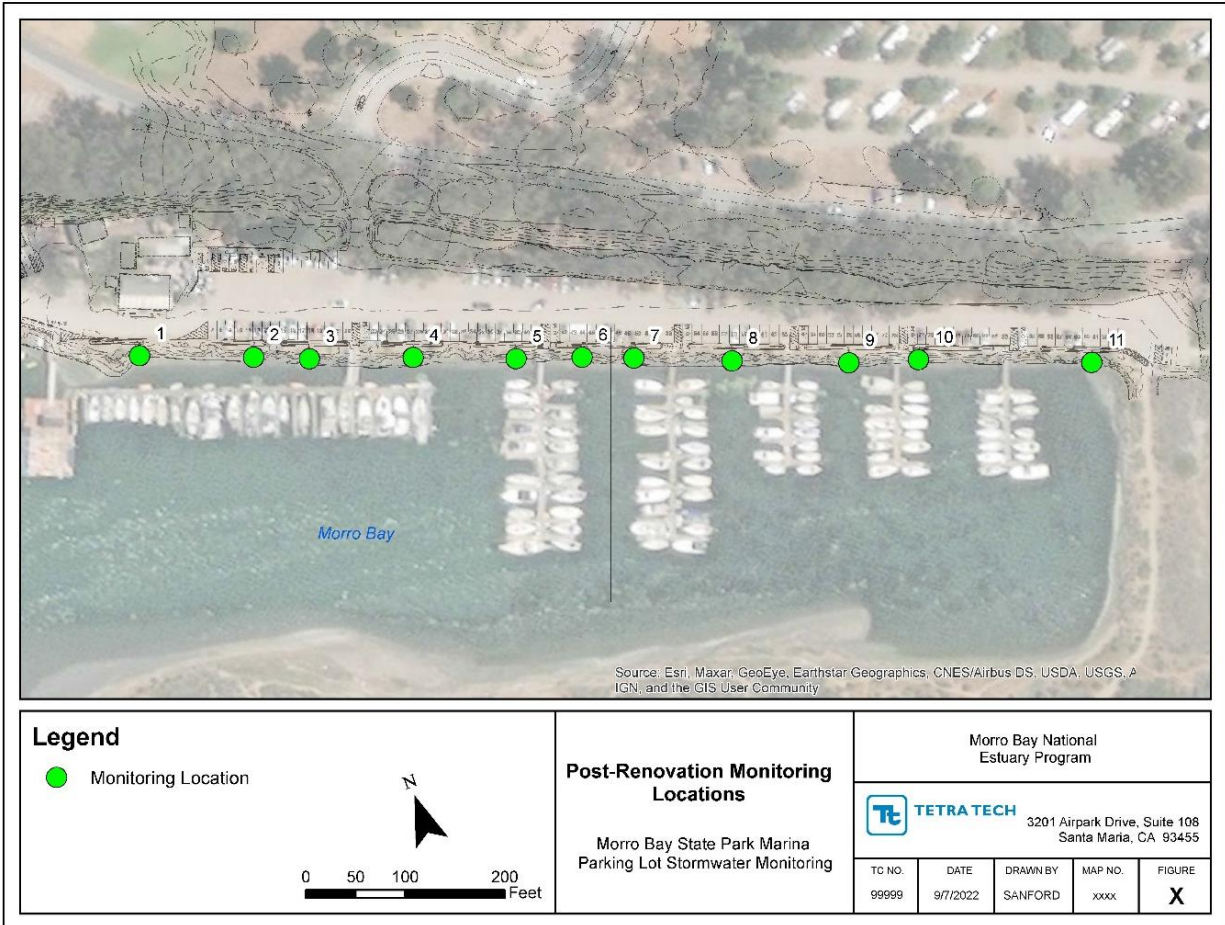 1 2 3 4 5 6 7 8 9 10 11
Morro Bay
Source: Esri, Maxar, GeoEye, Earthstar Geographics, CNES/Airbus DS, USDA, USGS, A
IGN, and the GIS User Community
Legend
Monitoring Location
N
0 50 100 200
Feet
Post-Renovation Monitoring
Locations
Morro Bay State Park Marina
Parking Lot Stormwater Monitoring
Morro Bay National
Estuary Program
Tt TETRA TECH
3201 Airpark Drive, Suite 108
Santa Maria, CA 93455
TC NO. DATE DRAWN BY MAP NO. FIGURE
99999 9/7/2022 SANFORD xxxx X